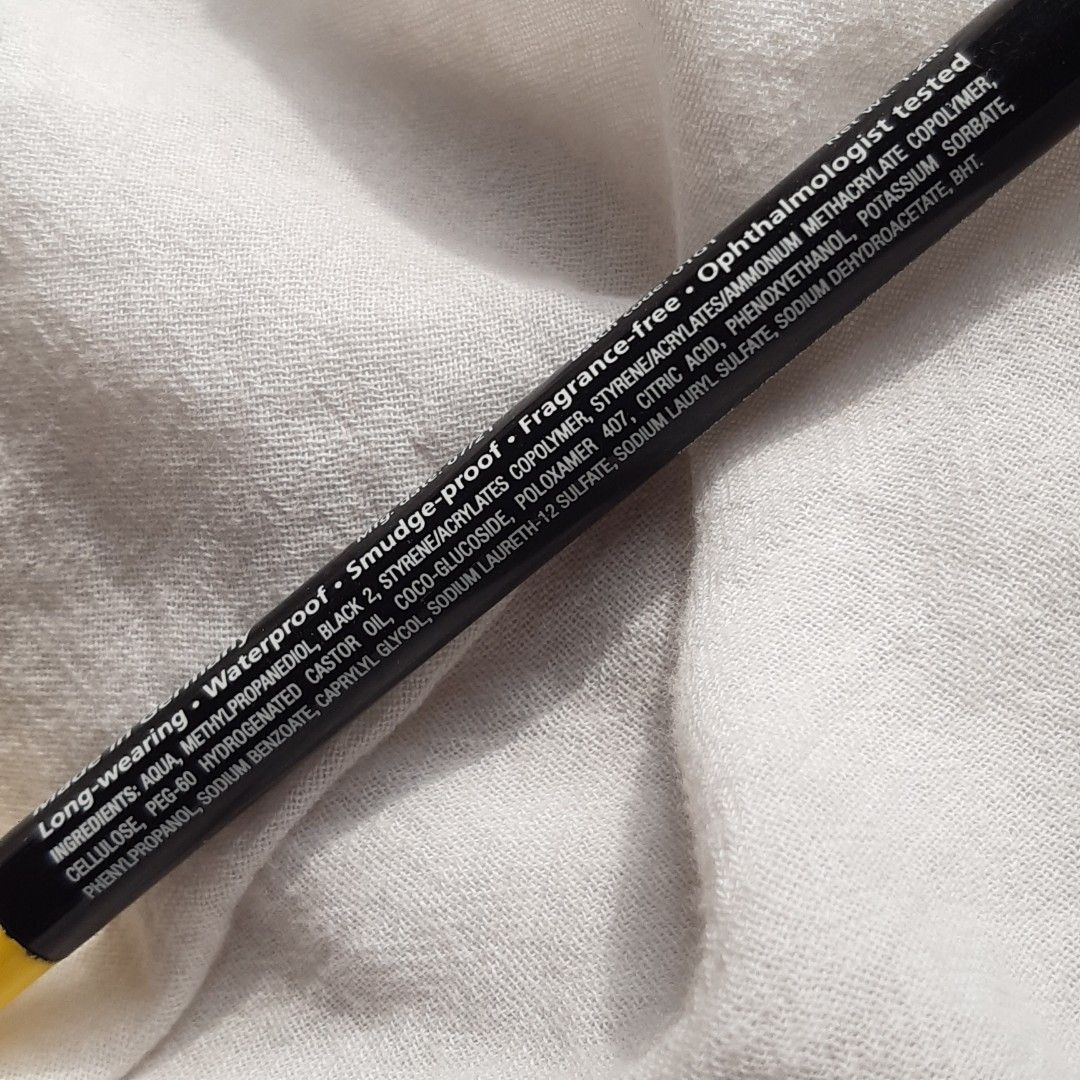 Long-wearing • Waterproof • Smudge-proof • Fragrance-free • Ophthalmologist tested
INGREDIENTS: AQUA, METHYLPROPANEDIOL, BLACK 2, STYRENE/ACRYLATES COPOLYMER, STYRENE/ACRYLATES/AMMONIUM METHACRYLATE COPOLYMER,
CELLULOSE, PEG-60 HYDROGENATED CASTOR OIL, COCO-GLUCOSIDE, POLOXAMER 407, CITRIC ACID, PHENOXYETHANOL, POTASSIUM SORBATE,
PHENYLPROPANOL, SODIUM BENZOATE, CAPRYLYL GLYCOL, SODIUM LAURETH-12 SULFATE, SODIUM LAURYL SULFATE, SODIUM DEHYDROACETATE, BHT.